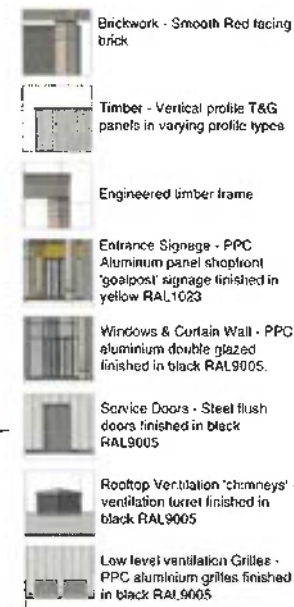 Brickwork - Smooth Red facing
brick
Timber - Vertical profile T&G
panels in varying profile types
Engineered timber frame
Entrance Signage - PPC
Aluminum panel shopfront
'goalpost' signage finished in
yellow RAL1023
Windows & Curtain Wall - PPC
aluminium double glazed
finished in black RAL9005.
Service Doors - Steel flush
doors finished in black
RAL9005
Rooftop Ventilation 'chimneys' -
ventilation turret finished in
black RAL9005
Low level ventilation Grilles -
PPC aluminium grilles finished
in black RAL9005